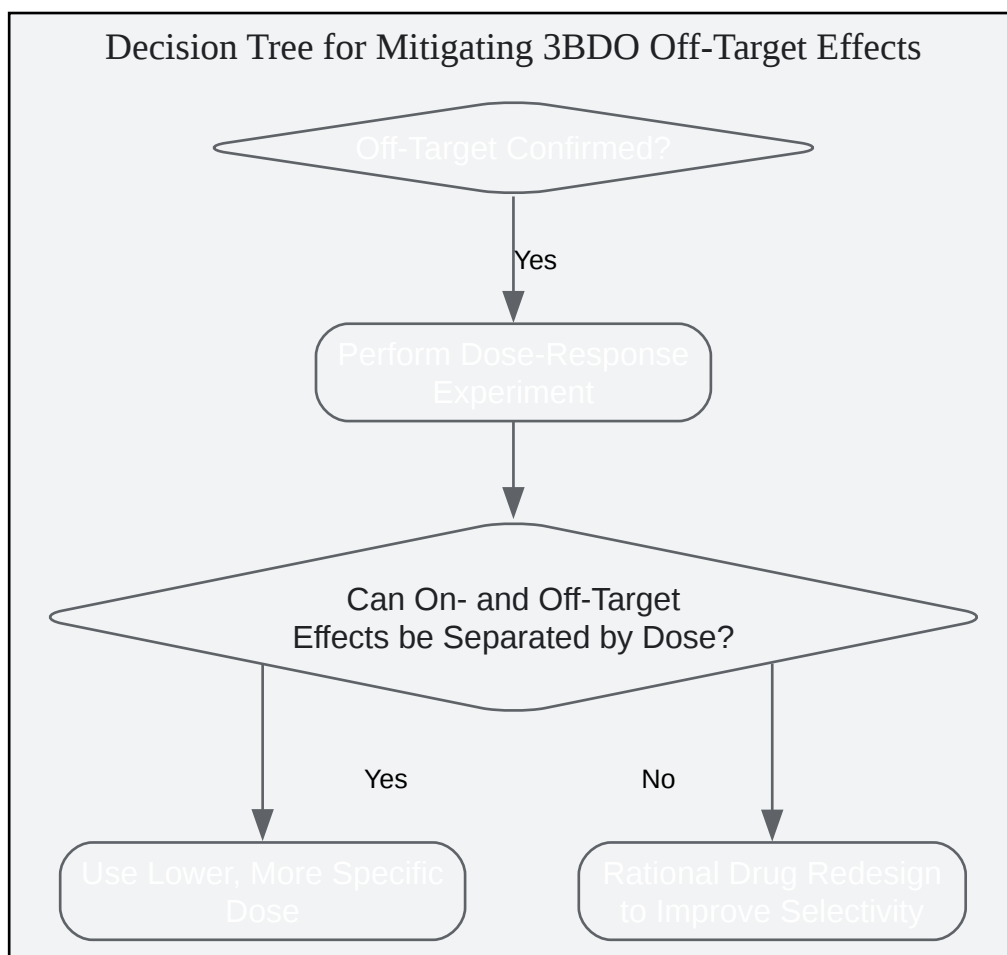 Decision Tree for Mitigating 3BDO Off-Target Effects
Off-Target Confirmed?
Yes
Perform Dose-Response
Experiment
Can On- and Off-Target
Effects be Separated by Dose?
Yes
No
Use Lower, More Specific
Dose
Rational Drug Redesign
to Improve Selectivity